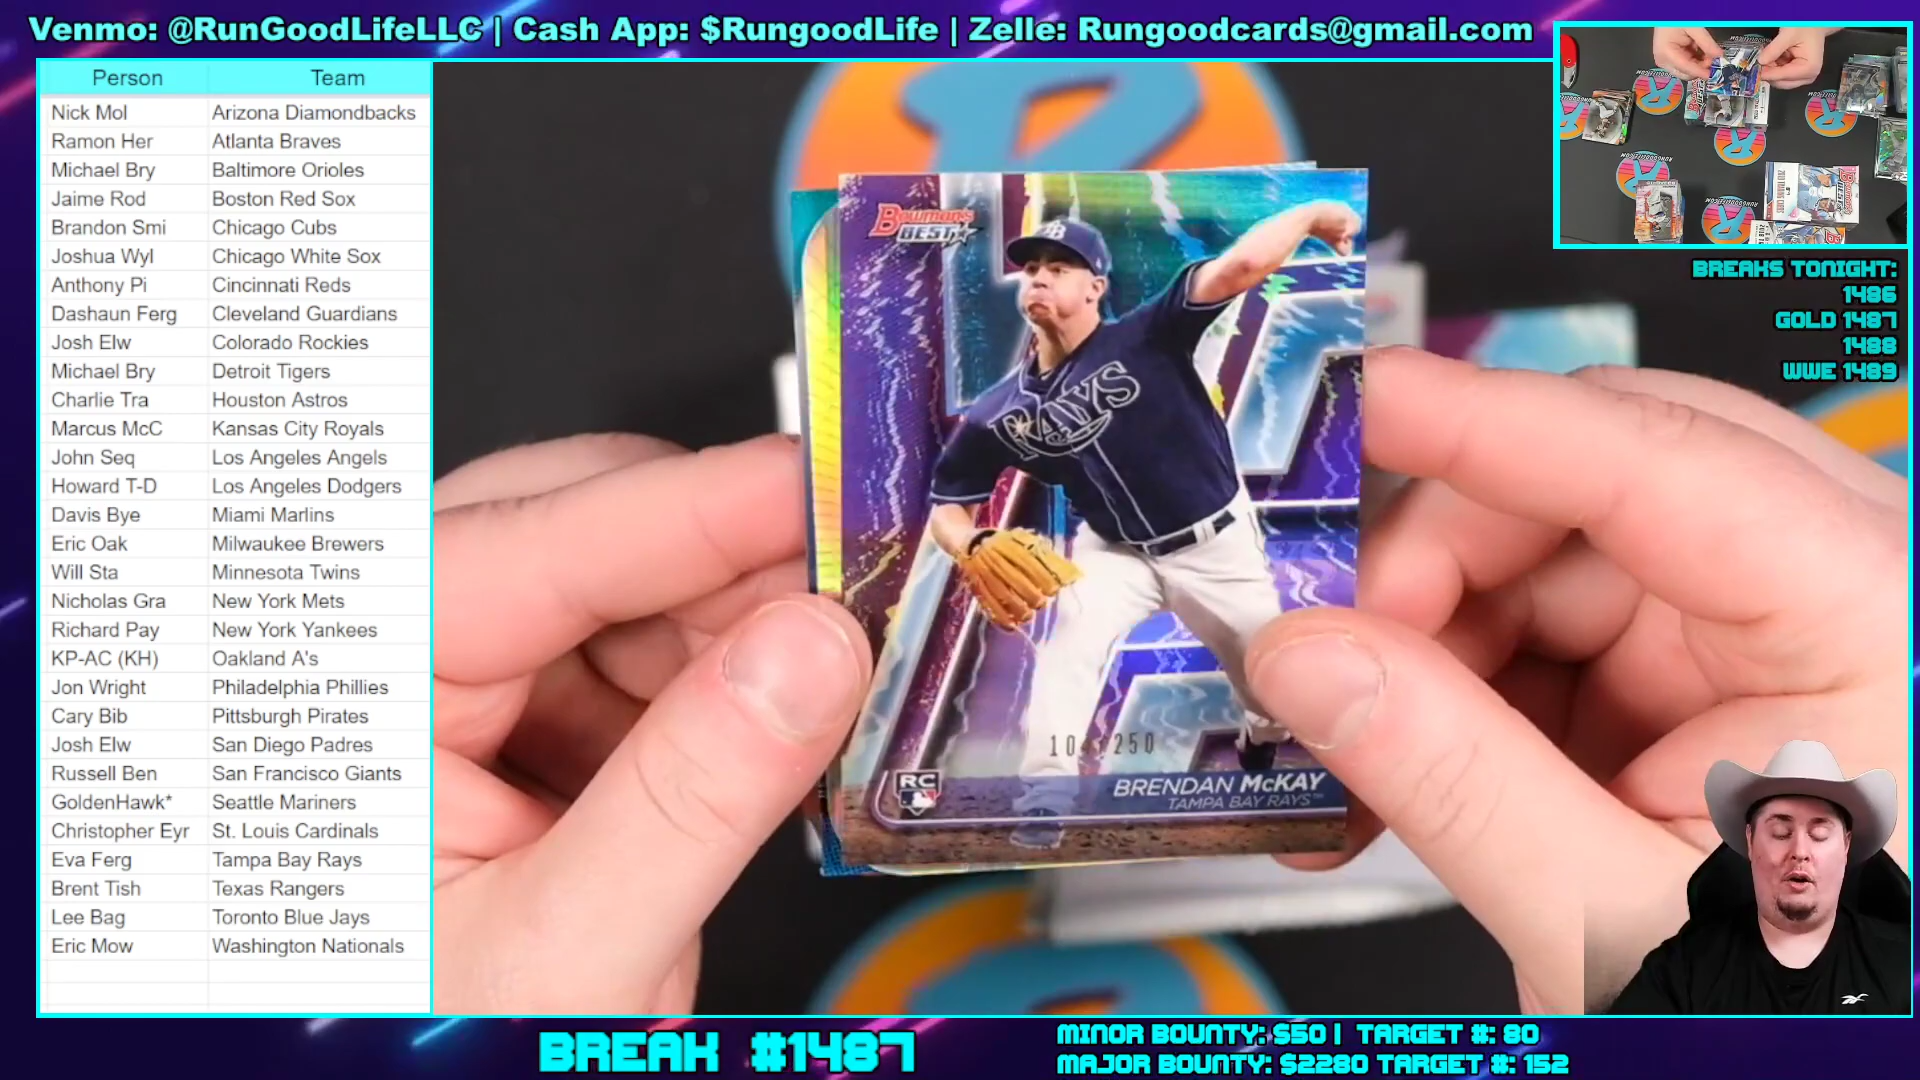 Venmo: @RunGoodLifeLLC | Cash App: $RungoodLife | Zelle: Rungoodcards@gmail.com
Person Team
Nick Mol Arizona Diamondbacks
Ramon Her Atlanta Braves
Michael Bry Baltimore Orioles
Jaime Rod Boston Red Sox
Brandon Smi Chicago Cubs
Joshua Wyl Chicago White Sox
Anthony Pi Cincinnati Reds
Dashaun Ferg Cleveland Guardians
Josh Elw Colorado Rockies
Michael Bry Detroit Tigers
Charlie Tra Houston Astros
Marcus McC Kansas City Royals
John Seq Los Angeles Angels
Howard T-D Los Angeles Dodgers
Davis Bye Miami Marlins
Eric Oak Milwaukee Brewers
Will Sta Minnesota Twins
Nicholas Gra New York Mets
Richard Pay New York Yankees
KP-AC (KH) Oakland A's
Jon Wright Philadelphia Phillies
Cary Bib Pittsburgh Pirates
Josh Elw San Diego Padres
Russell Ben San Francisco Giants
GoldenHawk* Seattle Mariners
Christopher Eyr St. Louis Cardinals
Eva Ferg Tampa Bay Rays
Brent Tish Texas Rangers
Lee Bag Toronto Blue Jays
Eric Mow Washington Nationals
Bowman's
BEST
TB
RAYS
250
RC
BRENDAN McKAY
TAMPA BAY RAYS™
BREAKS TONIGHT:
1486
GOLD 1487
1488
WWE 1489
BREAK #1487
MINOR BOUNTY: $50 | TARGET #: 80
MAJOR BOUNTY: $2280 TARGET #: 152